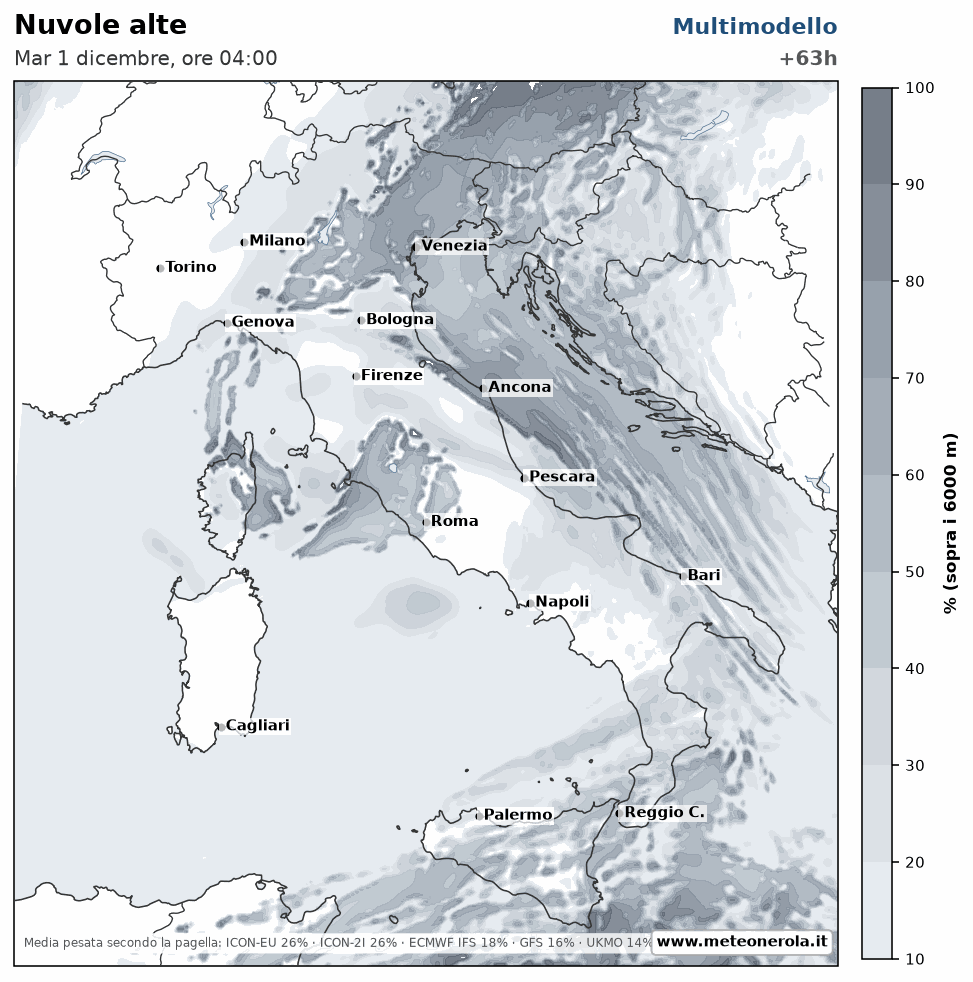 Nuvole alte
Multimodello
Mar 1 dicembre, ore 04:00
+63h
100
90
80
70
60
50
40
30
20
10
% (sopra i 6000 m)
Milano
Venezia
Torino
Genova
Bologna
Firenze
Ancona
Pescara
Roma
Bari
Napoli
Cagliari
Palermo
Reggio C.
Media pesata secondo la pagella: ICON-EU 26% · ICON-2I 26% · ECMWF IFS 18% · GFS 16% · UKMO 14%
www.meteonerola.it